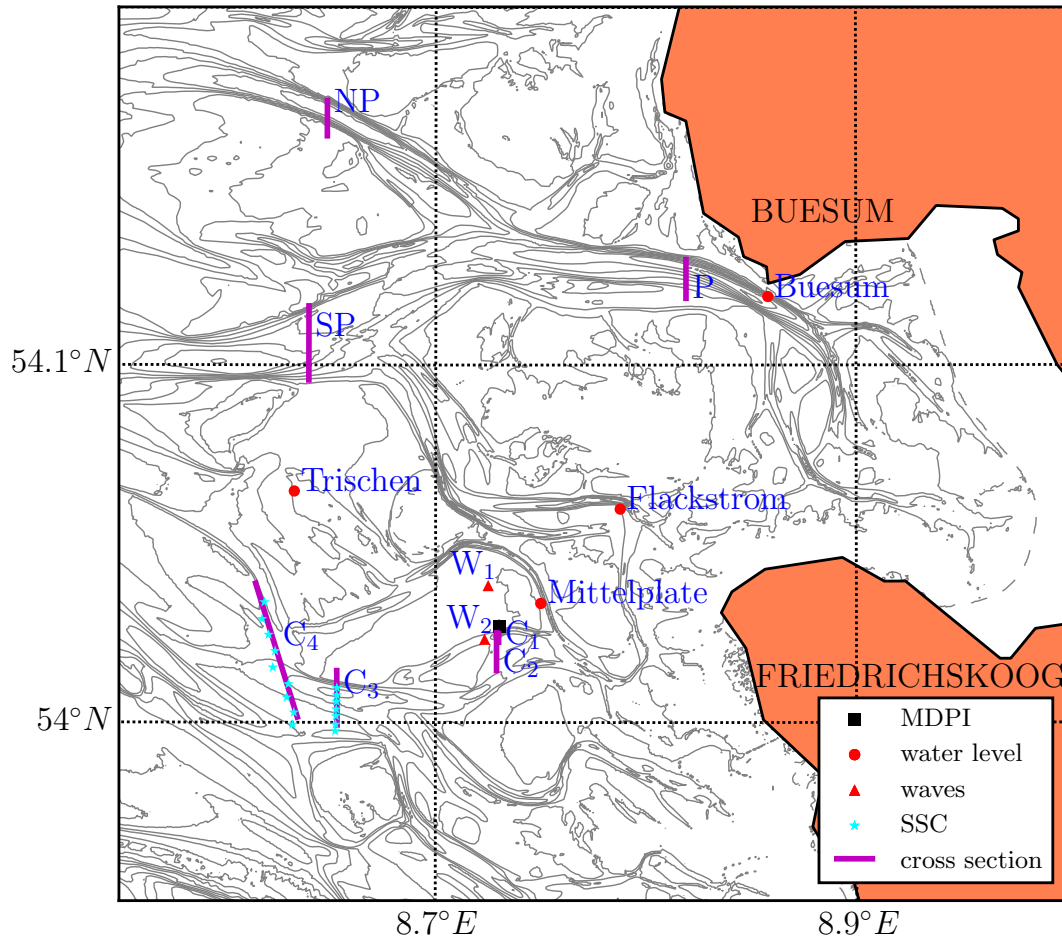 NP
BUESUM
P
Buesum
SP
54.1°N
Trischen
Flackstrom
W₁
Mittelplate
W₂
C₁
C₄
C₂
C₃
FRIEDRICHSKOOG
54°N
MDPI
water level
waves
SSC
cross section
8.7°E
8.9°E